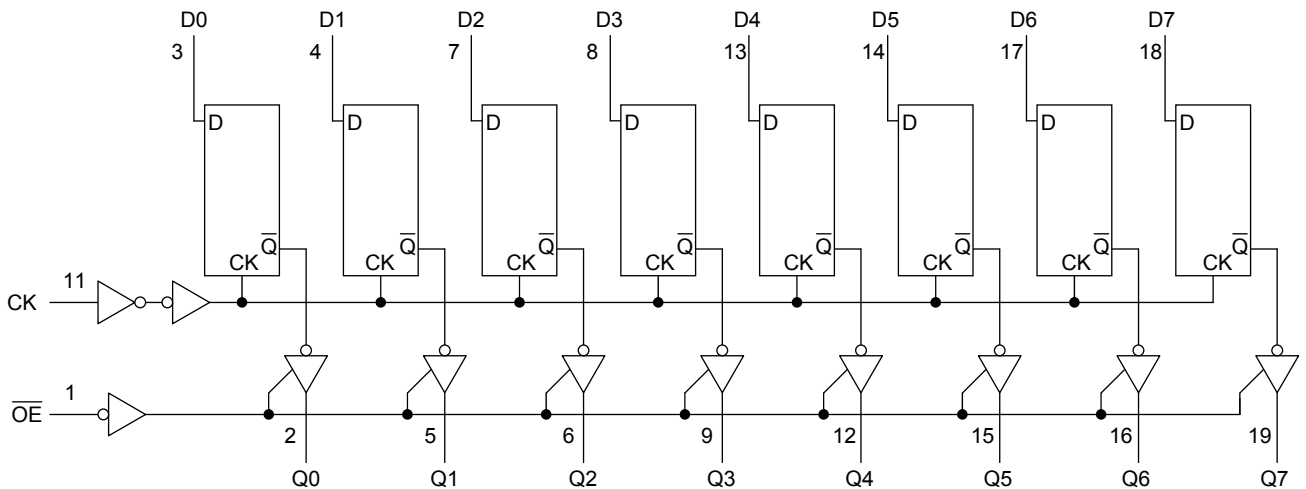 D0 D1 D2 D3 D4 D5 D6 D7
3 4 7 8 13 14 17 18
D D D D D D D D
Q̅ Q̅ Q̅ Q̅ Q̅ Q̅ Q̅ Q̅
CK CK CK CK CK CK CK CK
11
CK
1
O̅E̅
2 5 6 9 12 15 16 19
Q0 Q1 Q2 Q3 Q4 Q5 Q6 Q7